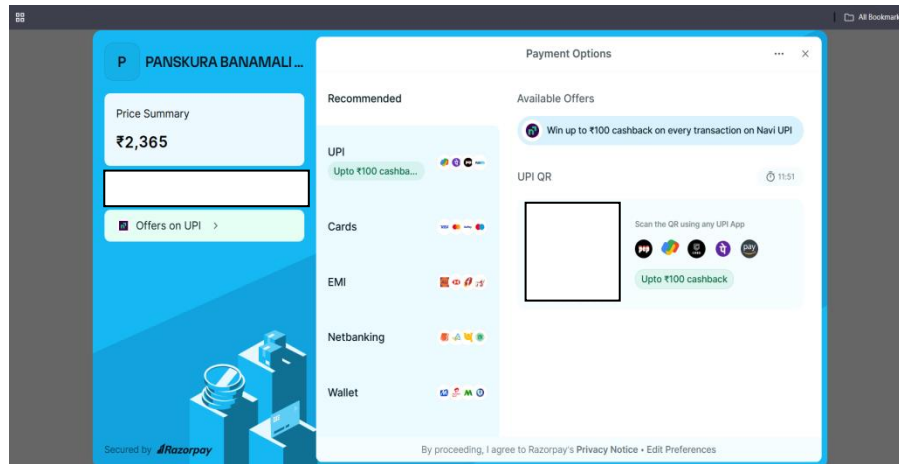 All Bookmark
P PANSKURA BANAMALI ...
Price Summary
₹2,365
Offers on UPI >
Secured by Razorpay
Payment Options
Recommended
UPI
Upto ₹100 cashba...
Cards
EMI
Netbanking
Wallet
Available Offers
Win up to ₹100 cashback on every transaction on Navi UPI
UPI QR
11:51
Scan the QR using any UPI App
Upto ₹100 cashback
By proceeding, I agree to Razorpay's Privacy Notice • Edit Preferences